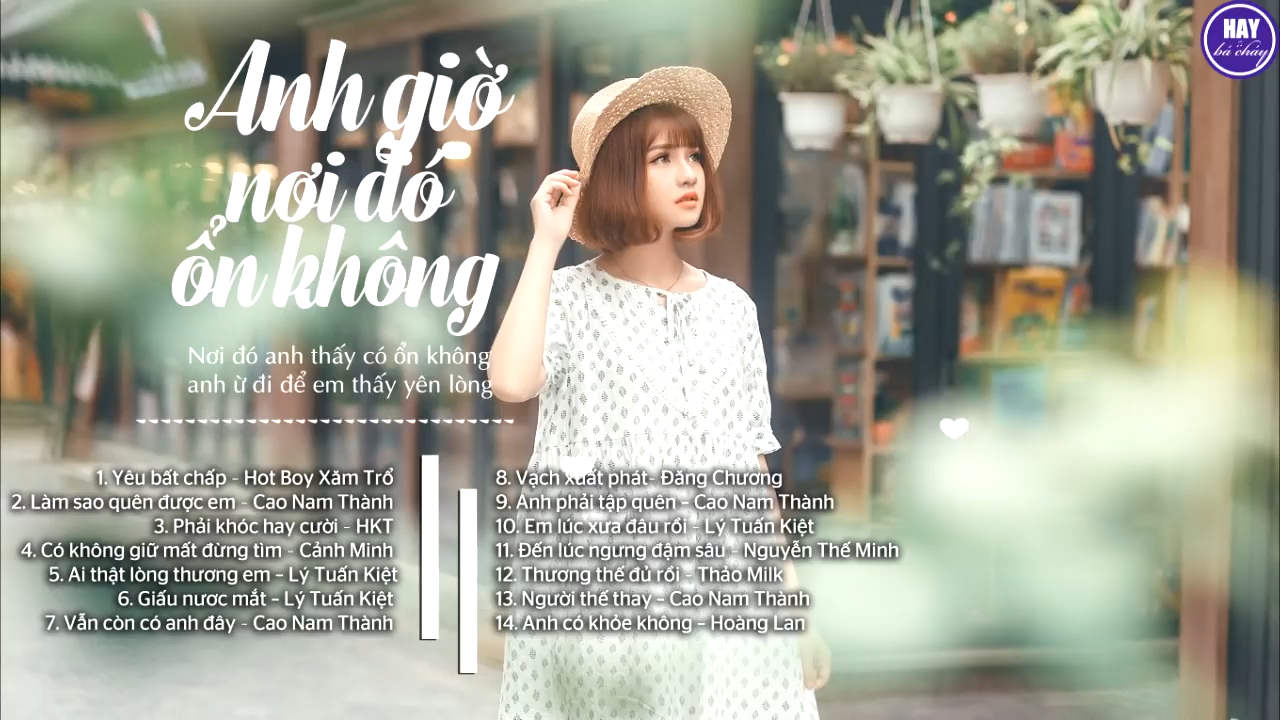 HAY
bá cháy
Anh giờ
nơi đó
ổn không
Nơi đó anh thấy có ổn không
anh ừ đi để em thấy yên lòng
1. Yêu bất chấp - Hot Boy Xăm Trổ
2. Làm sao quên được em - Cao Nam Thành
3. Phải khóc hay cười - HKT
4. Có không giữ mất đừng tìm - Cảnh Minh
5. Ai thật lòng thương em – Lý Tuấn Kiệt
6. Giấu nươc mắt – Lý Tuấn Kiệt
7. Vẫn còn có anh đây - Cao Nam Thành
8. Vạch xuất phát- Đăng Chương
9. Anh phải tập quên – Cao Nam Thành
10. Em lúc xưa đâu rồi - Lý Tuấn Kiệt
11. Đến lúc ngưng đậm sâu - Nguyễn Thế Minh
12. Thương thế đủ rồi - Thảo Milk
13. Người thế thay – Cao Nam Thành
14. Anh có khỏe không – Hoàng Lan